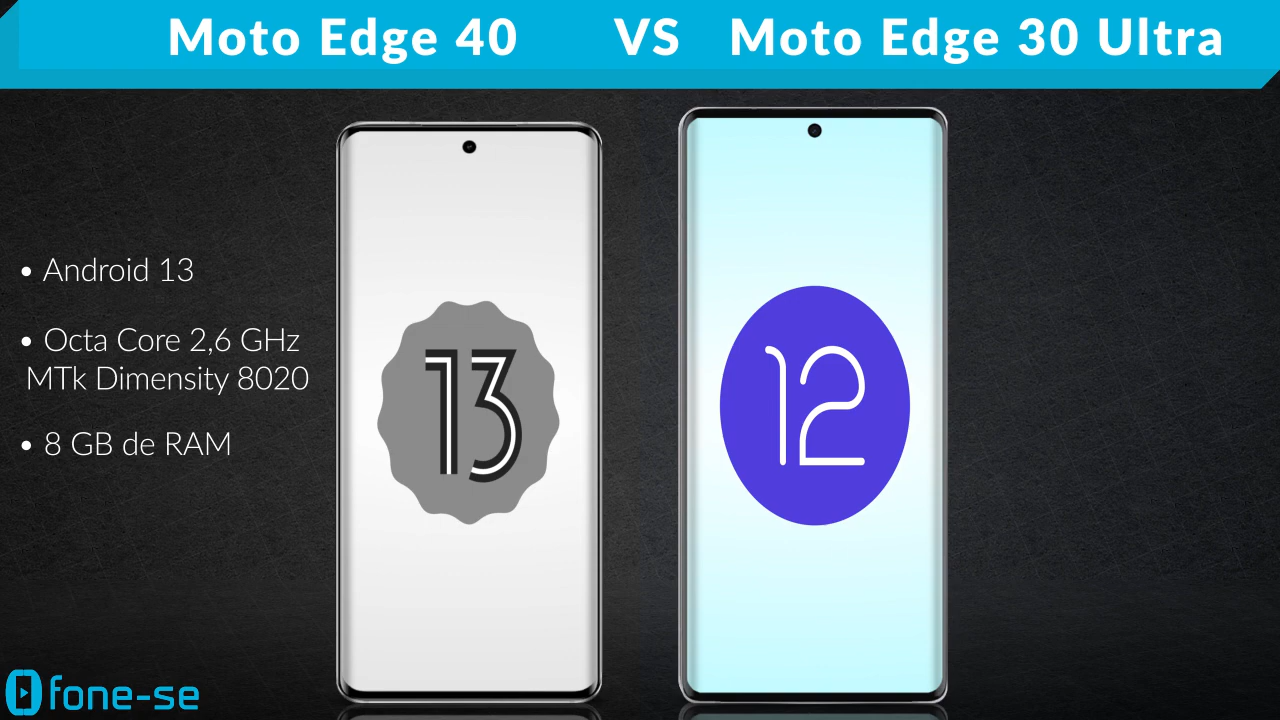 Moto Edge 40 VS Moto Edge 30 Ultra
• Android 13
• Octa Core 2,6 GHz
MTk Dimensity 8020
• 8 GB de RAM
13
12
fone-se